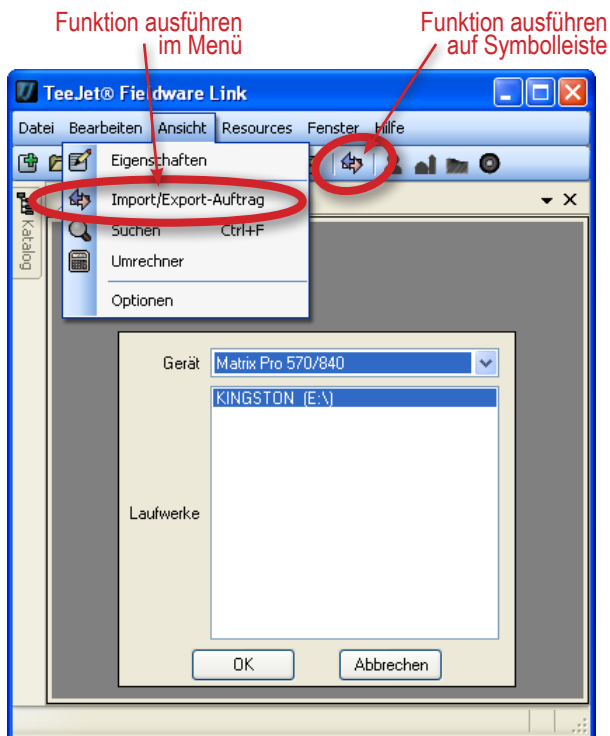 Funktion ausführen
im Menü
Funktion ausführen
auf Symbolleiste
TeeJet® Fieldware Link
Datei Bearbeiten Ansicht Resources Fenster Hilfe
Eigenschaften
Import/Export-Auftrag
Suchen Ctrl+F
Umrechner
Optionen
Katalog
Gerät Matrix Pro 570/840
KINGSTON (E:\)
Laufwerke
OK Abbrechen